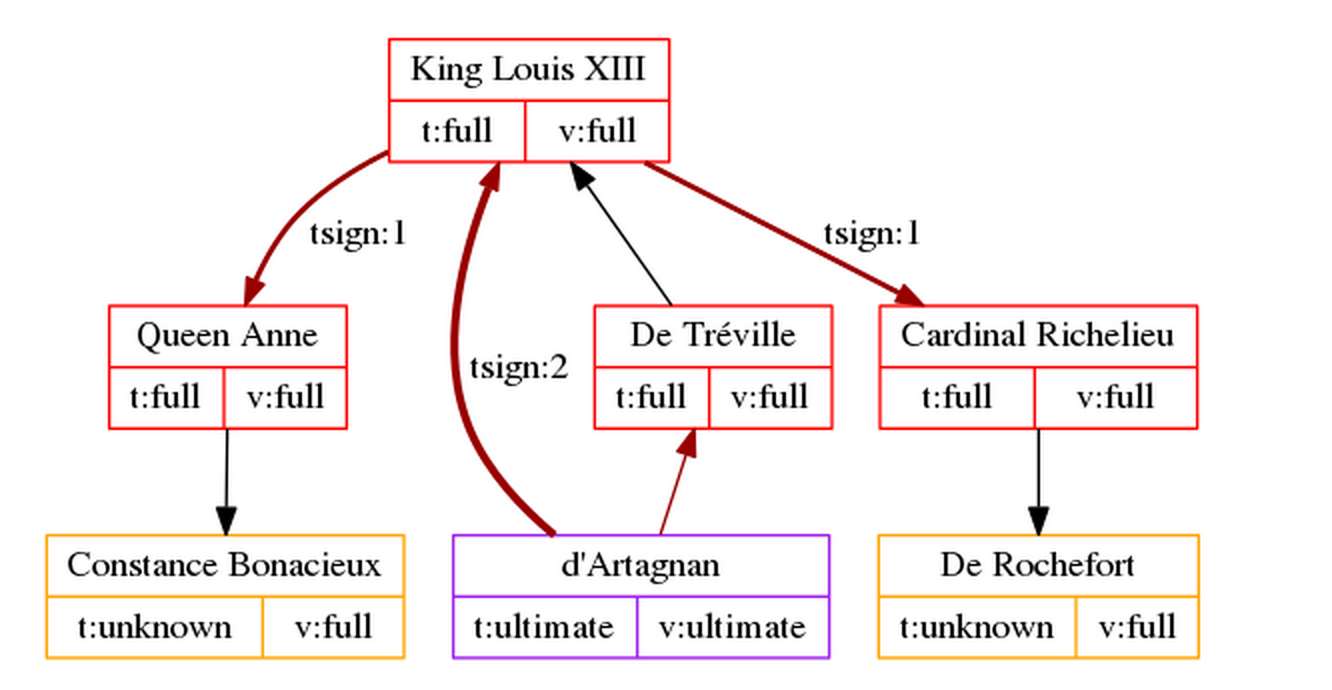 King Louis XIII
t:full v:full
tsign:1 tsign:1
Queen Anne De Tréville Cardinal Richelieu
tsign:2
t:full v:full t:full v:full t:full v:full
Constance Bonacieux d'Artagnan De Rochefort
t:unknown v:full t:ultimate v:ultimate t:unknown v:full